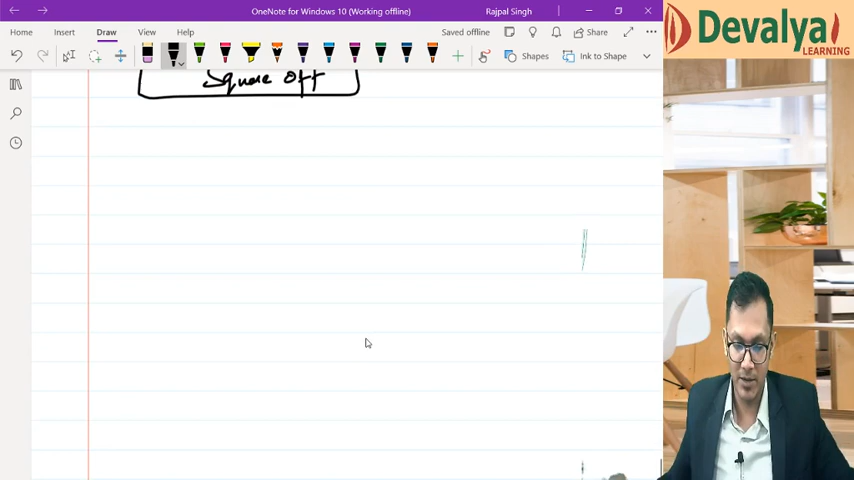 OneNote for Windows 10 (Working offline)
Rajpal Singh
Home
Insert
Draw
View
Help
Saved offline
Share
Shapes
Ink to Shape
Square Off
Devalya
LEARNING